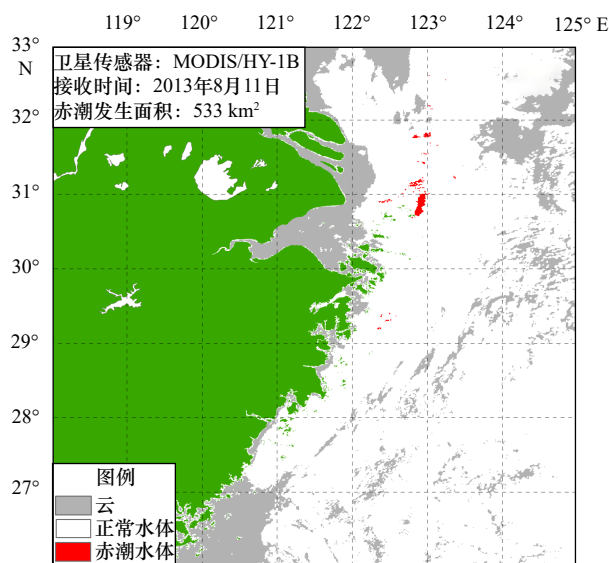 119° 120° 121° 122° 123° 124° 125° E
33°
N
卫星传感器：MODIS/HY-1B
接收时间：2013年8月11日
赤潮发生面积：533 km²
32°
31°
30°
29°
28°
27°
图例
云
正常水体
赤潮水体